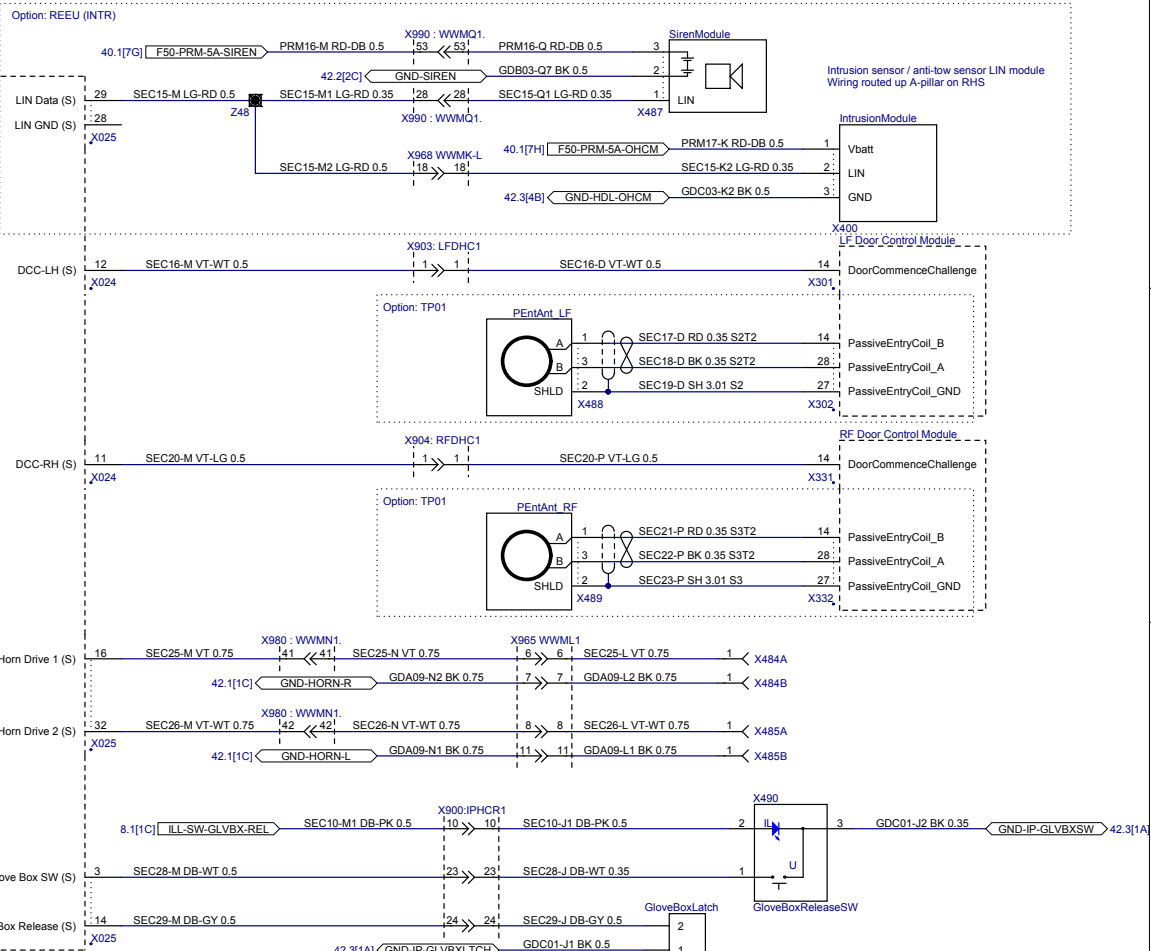 Option: REEU (INTR)
X990 : WWMQ1.
SirenModule
40.1[7G] F50-PRM-5A-SIREN PRM16-M RD-DB 0.5 53 53 PRM16-Q RD-DB 0.5 3
42.2[2C] GND-SIREN GDB03-Q7 BK 0.5 2
Intrusion sensor / anti-tow sensor LIN module
Wiring routed up A-pillar on RHS
LIN Data (S) 29 SEC15-M LG-RD 0.5 SEC15-M1 LG-RD 0.35 28 28 SEC15-Q1 LG-RD 0.35 1 LIN
Z48 X990 : WWMQ1. X487
LIN GND (S) 28
X025
IntrusionModule
40.1[7H] F50-PRM-5A-OHCM PRM17-K RD-DB 0.5 1 Vbatt
X968 WWMK-L
SEC15-M2 LG-RD 0.5 18 18 SEC15-K2 LG-RD 0.35 2 LIN
42.3[4B] GND-HDL-OHCM GDC03-K2 BK 0.5 3 GND
X400
LF Door Control Module
X903: LFDHC1
DCC-LH (S) 12 SEC16-M VT-WT 0.5 1 1 SEC16-D VT-WT 0.5 14 DoorCommenceChallenge
X024 X301
Option: TP01
PEntAnt_LF
A 1 SEC17-D RD 0.35 S2T2 14 PassiveEntryCoil_B
B 3 SEC18-D BK 0.35 S2T2 28 PassiveEntryCoil_A
SHLD 2 SEC19-D SH 3.01 S2 27 PassiveEntryCoil_GND
X488 X302
RF Door Control Module
X904: RFDHC1
DCC-RH (S) 11 SEC20-M VT-LG 0.5 1 1 SEC20-P VT-LG 0.5 14 DoorCommenceChallenge
X024 X331
Option: TP01
PEntAnt_RF
A 1 SEC21-P RD 0.35 S3T2 14 PassiveEntryCoil_B
B 3 SEC22-P BK 0.35 S3T2 28 PassiveEntryCoil_A
SHLD 2 SEC23-P SH 3.01 S3 27 PassiveEntryCoil_GND
X489 X332
X980 : WWMN1. X965 WWML1
Horn Drive 1 (S) 16 SEC25-M VT 0.75 41 41 SEC25-N VT 0.75 6 6 SEC25-L VT 0.75 1 X484A
42.1[1C] GND-HORN-R GDA09-N2 BK 0.75 7 7 GDA09-L2 BK 0.75 1 X484B
X980 : WWMN1.
Horn Drive 2 (S) 32 SEC26-M VT-WT 0.75 42 42 SEC26-N VT-WT 0.75 8 8 SEC26-L VT-WT 0.75 1 X485A
X025
42.1[1C] GND-HORN-L GDA09-N1 BK 0.75 11 11 GDA09-L1 BK 0.75 1 X485B
X490
X900:IPHCR1
8.1[1C] ILL-SW-GLVBX-REL SEC10-M1 DB-PK 0.5 10 10 SEC10-J1 DB-PK 0.5 2 IL 3 GDC01-J2 BK 0.35 GND-IP-GLVBXSW 42.3[1A]
U
ove Box SW (S) 3 SEC28-M DB-WT 0.5 23 23 SEC28-J DB-WT 0.35 1
GloveBoxReleaseSW
GloveBoxLatch
Box Release (S) 14 SEC29-M DB-GY 0.5 24 24 SEC29-J DB-GY 0.5 2
X025
42.3[1A] GND-IP-GLVBXLTCH GDC01-J1 BK 0.5 1